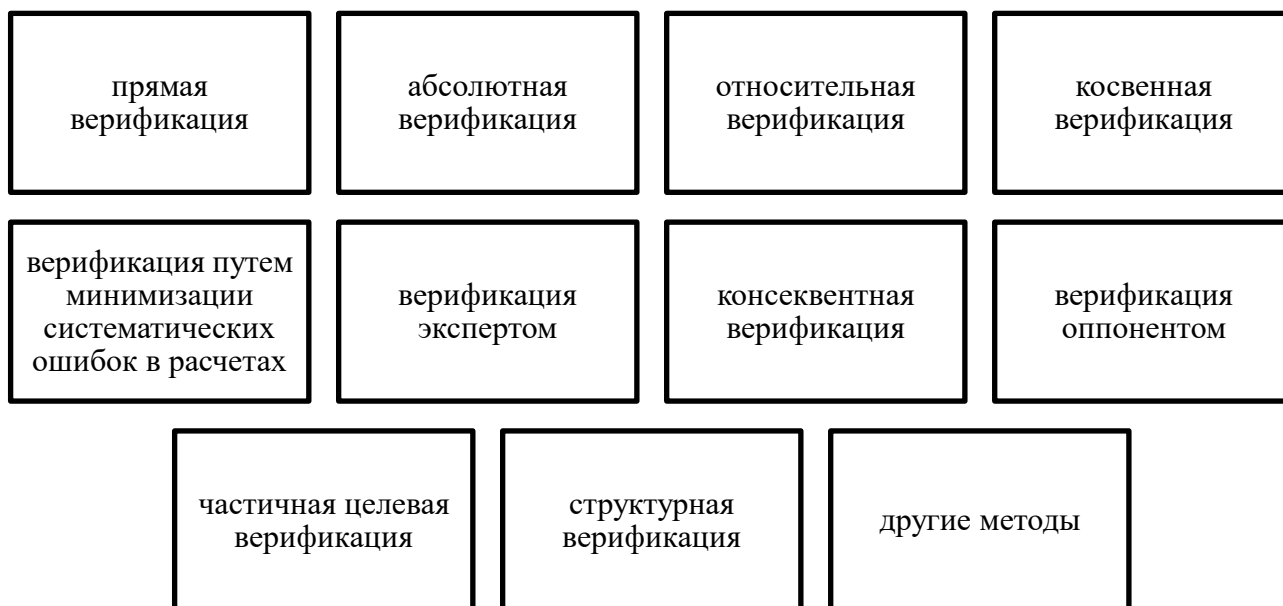 прямая
верификация
абсолютная
верификация
относительная
верификация
косвенная
верификация
верификация путем
минимизации
систематических
ошибок в расчетах
верификация
экспертом
консеквентная
верификация
верификация
оппонентом
частичная целевая
верификация
структурная
верификация
другие методы